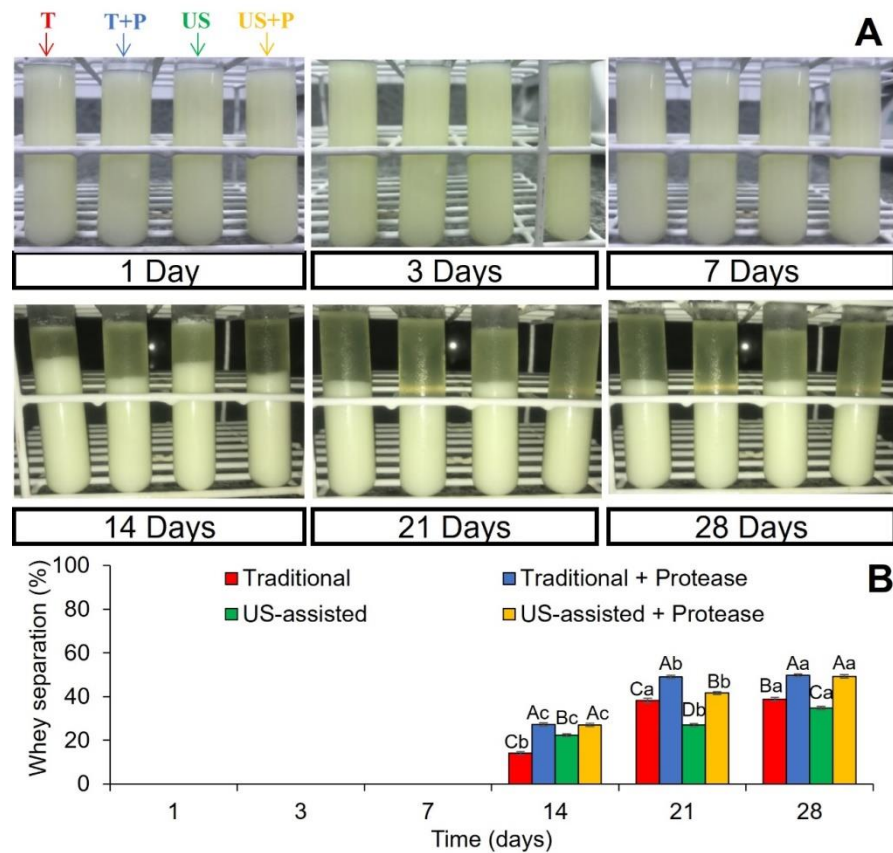 T T+P US US+P
A
1 Day 3 Days 7 Days
14 Days 21 Days 28 Days
B
Whey separation (%)
100
80
60
40
20
0
Traditional Traditional + Protease
US-assisted US-assisted + Protease
Cb Ac Bc Ac
Ca Ab Db Bb
Ba Aa Ca Aa
1 3 7 14 21 28
Time (days)